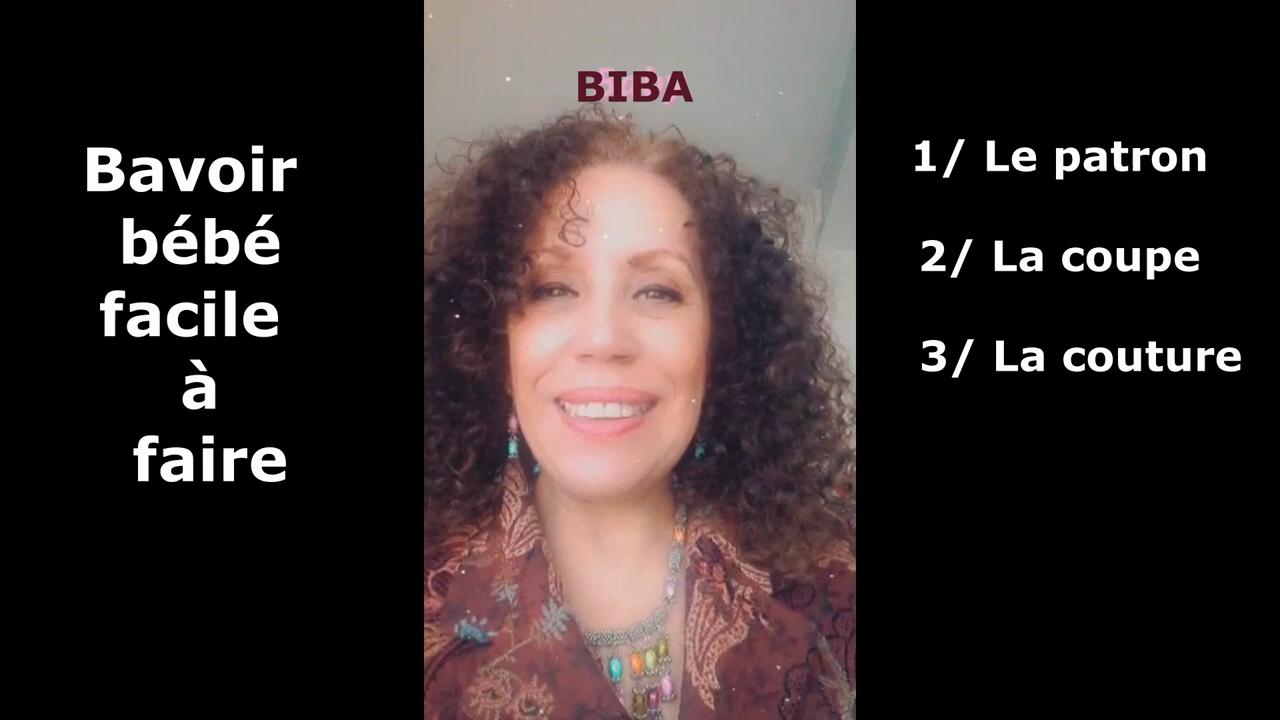 BIBA
Bavoir
bébé
facile
à
faire
1/ Le patron
2/ La coupe
3/ La couture